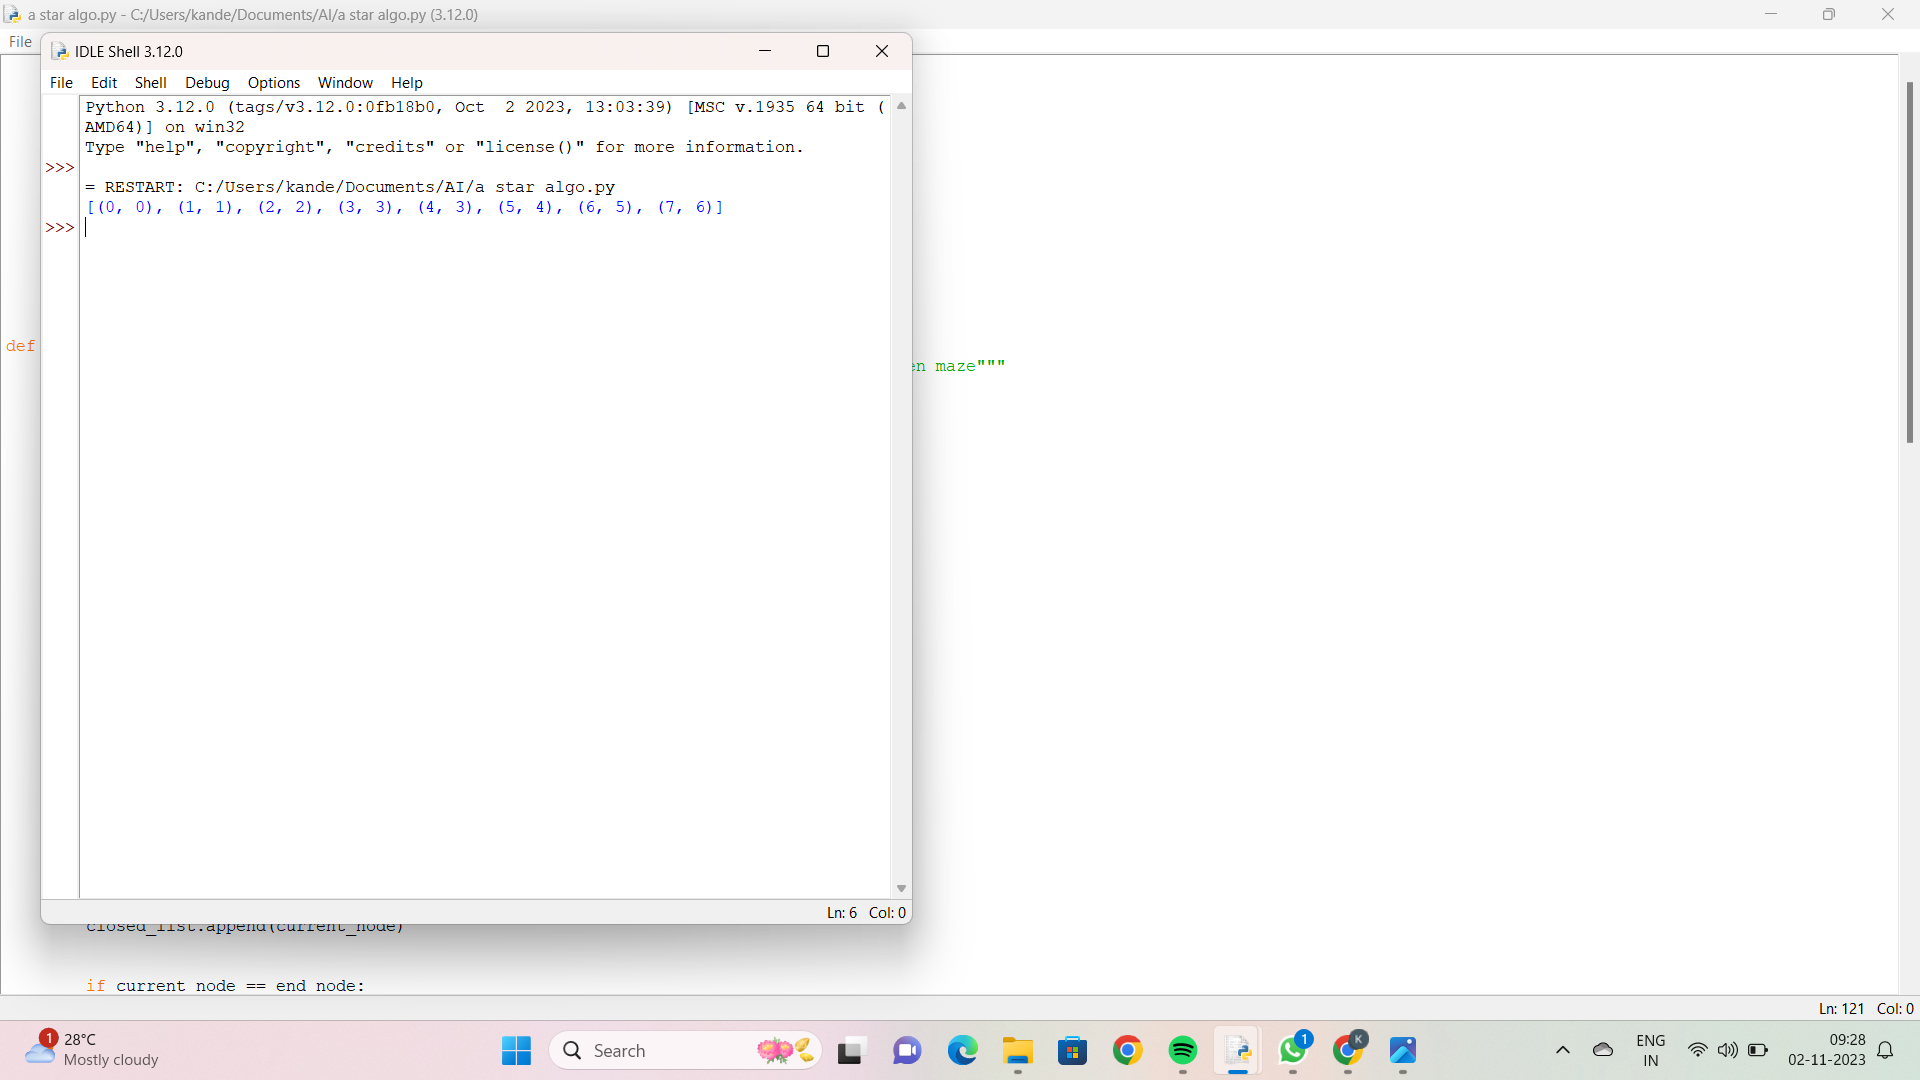 a star algo.py - C:/Users/kande/Documents/AI/a star algo.py (3.12.0)
File
IDLE Shell 3.12.0
File Edit Shell Debug Options Window Help
Python 3.12.0 (tags/v3.12.0:0fb18b0, Oct  2 2023, 13:03:39) [MSC v.1935 64 bit (
AMD64)] on win32
Type "help", "copyright", "credits" or "license()" for more information.
>>>
= RESTART: C:/Users/kande/Documents/AI/a star algo.py
[(0, 0), (1, 1), (2, 2), (3, 3), (4, 3), (5, 4), (6, 5), (7, 6)]
>>>
def
en maze"""
Ln: 6 Col: 0
closed_list.append(current_node)
if current_node == end_node:
Ln: 121 Col: 0
1
28°C
Mostly cloudy
Search
1
K
ENG
IN
09:28
02-11-2023